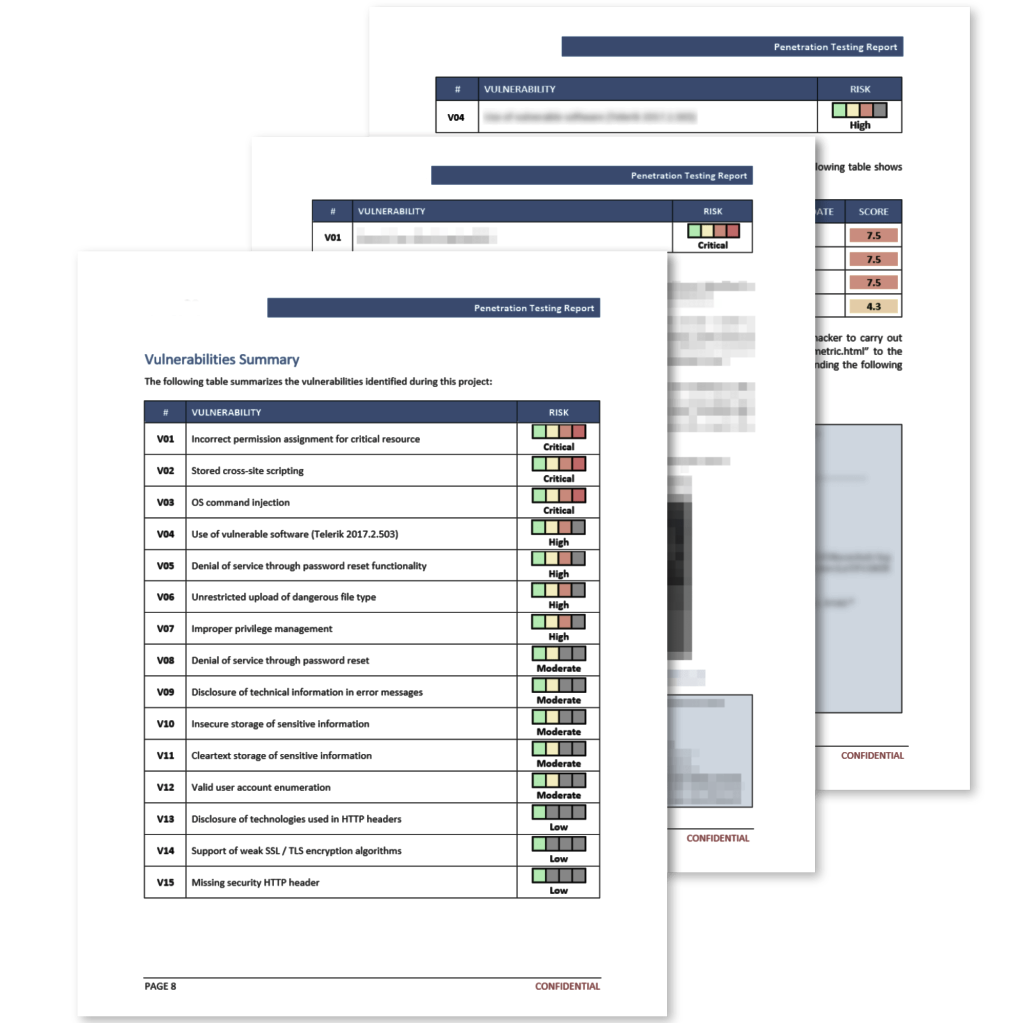 Penetration Testing Report
# VULNERABILITY RISK
V04 High
lowing table shows
ATE SCORE
7.5
7.5
7.5
4.3
hacker to carry out
metric.html" to the
nding the following
CONFIDENTIAL
Penetration Testing Report
# VULNERABILITY RISK
V01 Critical
CONFIDENTIAL
Penetration Testing Report
Vulnerabilities Summary
The following table summarizes the vulnerabilities identified during this project:
# VULNERABILITY RISK
V01 Incorrect permission assignment for critical resource Critical
V02 Stored cross-site scripting Critical
V03 OS command injection Critical
V04 Use of vulnerable software (Telerik 2017.2.503) High
V05 Denial of service through password reset functionality High
V06 Unrestricted upload of dangerous file type High
V07 Improper privilege management High
V08 Denial of service through password reset Moderate
V09 Disclosure of technical information in error messages Moderate
V10 Insecure storage of sensitive information Moderate
V11 Cleartext storage of sensitive information Moderate
V12 Valid user account enumeration Moderate
V13 Disclosure of technologies used in HTTP headers Low
V14 Support of weak SSL / TLS encryption algorithms Low
V15 Missing security HTTP header Low
PAGE 8 CONFIDENTIAL